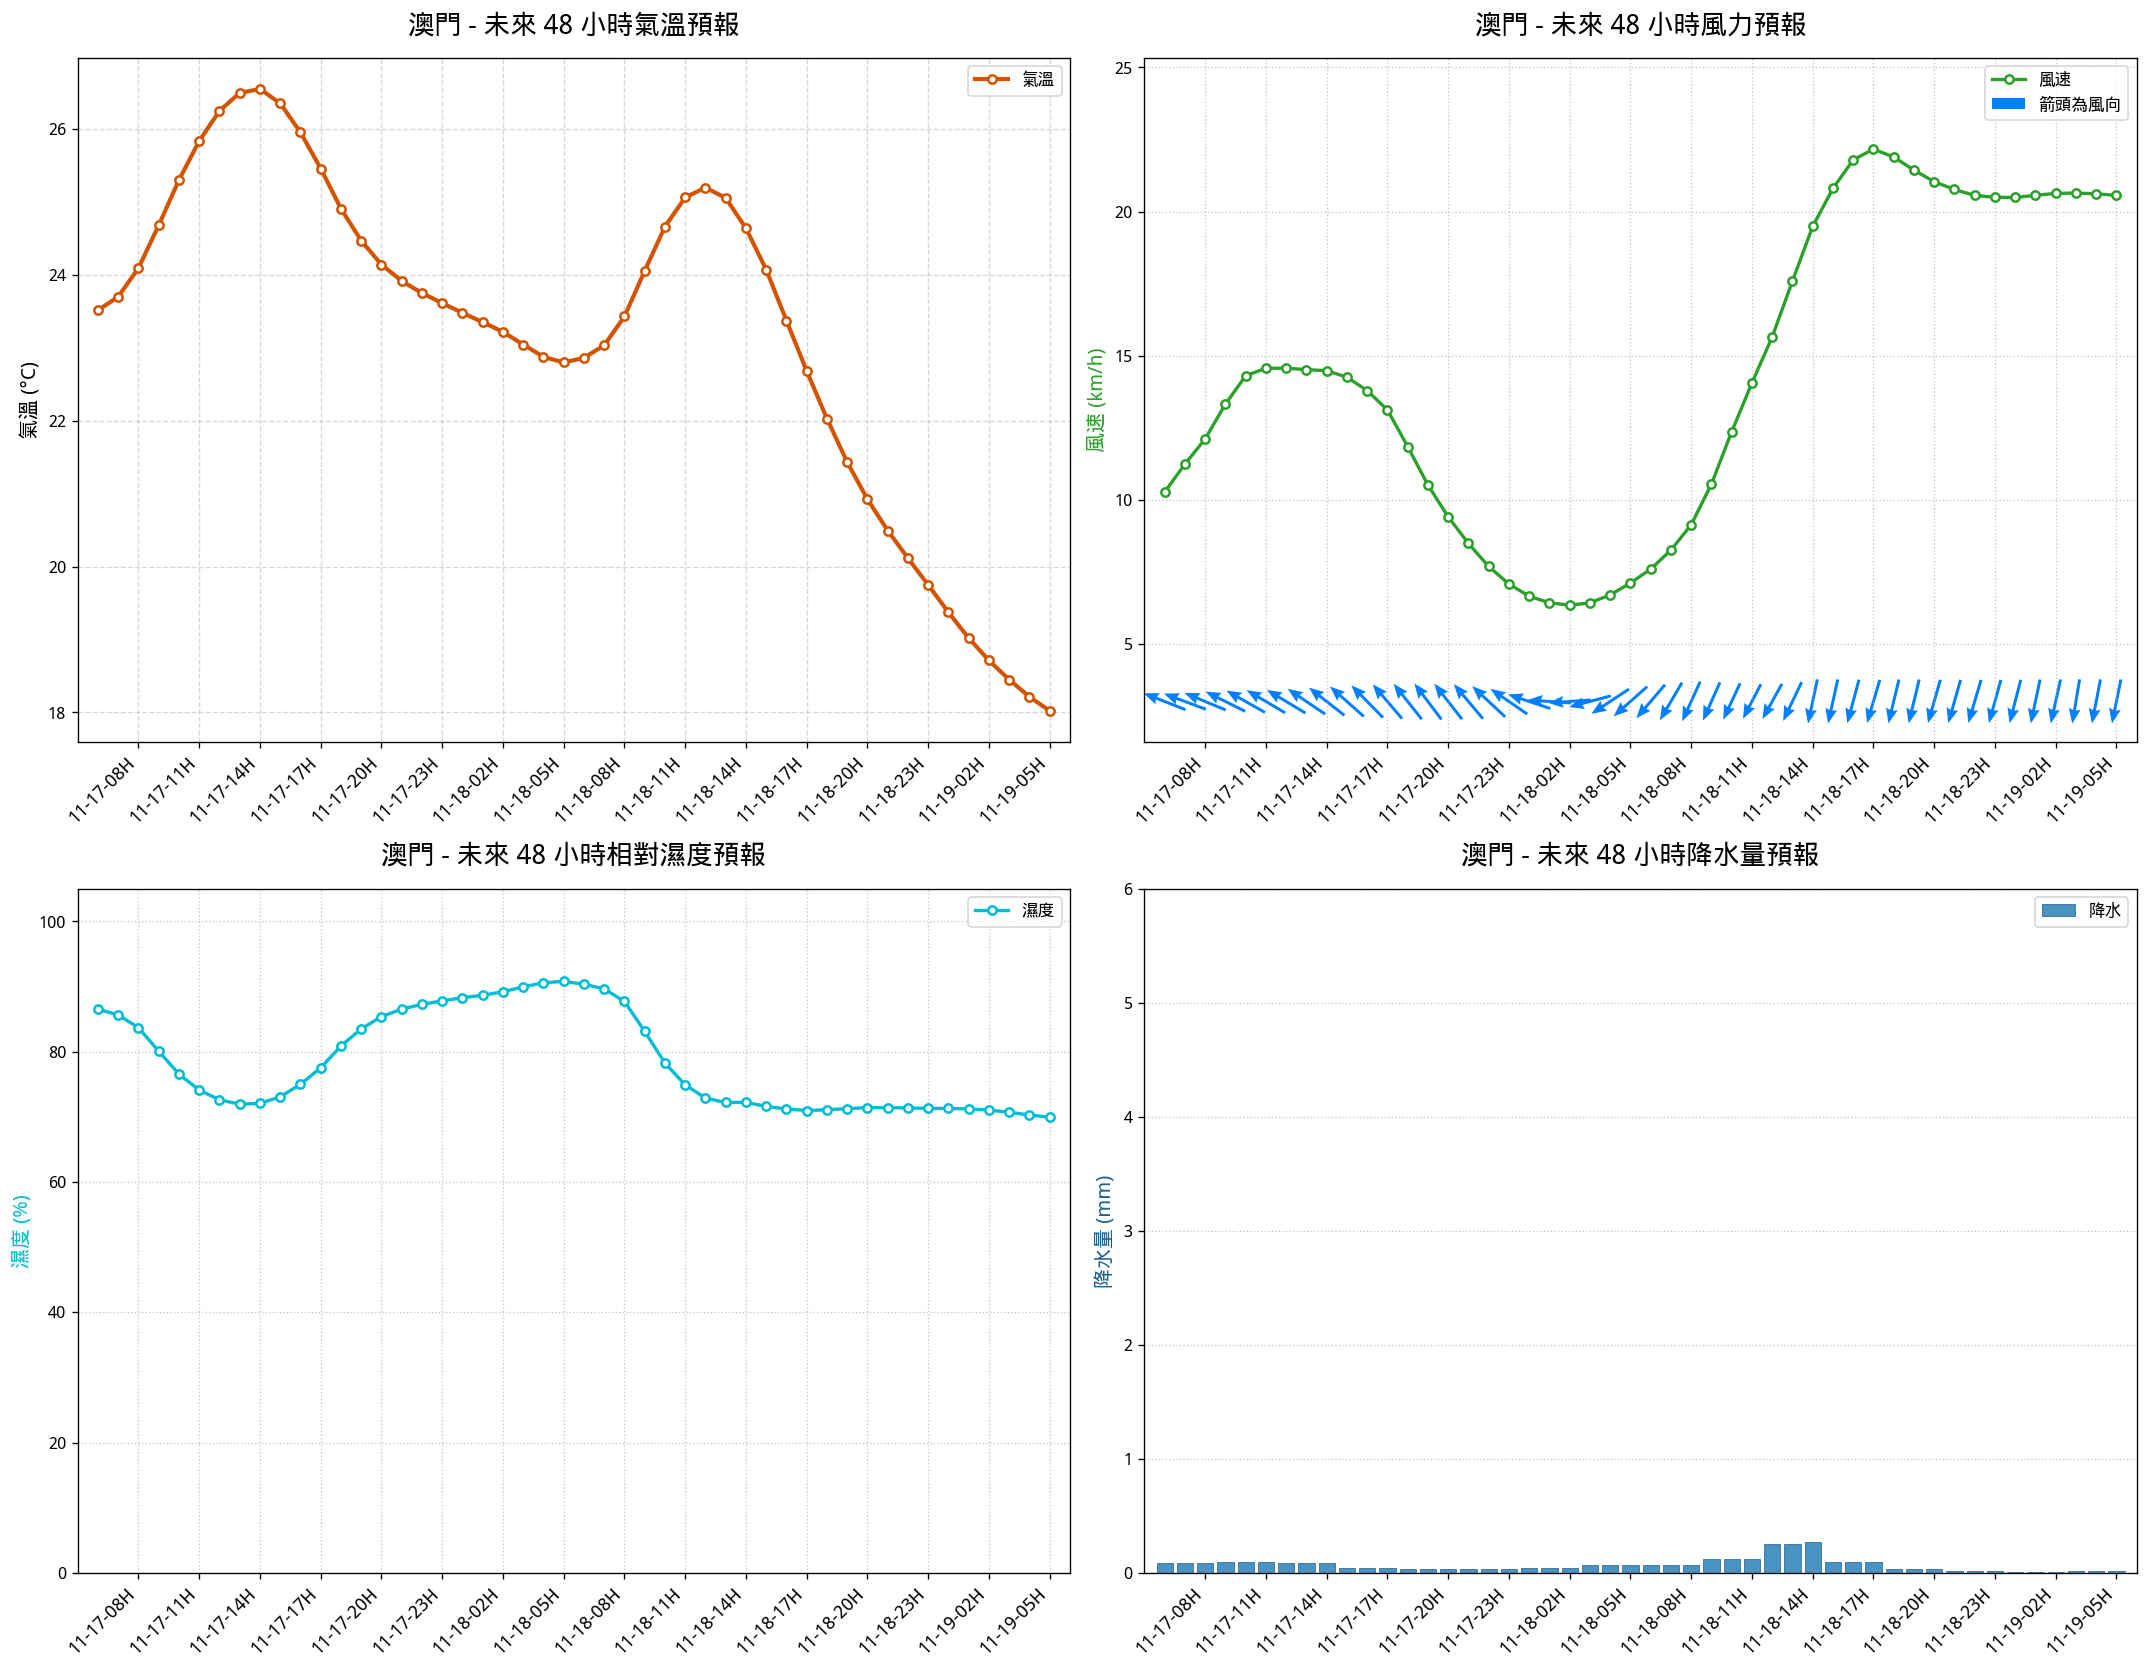 澳門 - 未來 48 小時氣溫預報
氣溫
氣溫 (°C)
26
24
22
20
18
11-17-08H
11-17-11H
11-17-14H
11-17-17H
11-17-20H
11-17-23H
11-18-02H
11-18-05H
11-18-08H
11-18-11H
11-18-14H
11-18-17H
11-18-20H
11-18-23H
11-19-02H
11-19-05H
澳門 - 未來 48 小時風力預報
風速
箭頭為風向
風速 (km/h)
25
20
15
10
5
11-17-08H
11-17-11H
11-17-14H
11-17-17H
11-17-20H
11-17-23H
11-18-02H
11-18-05H
11-18-08H
11-18-11H
11-18-14H
11-18-17H
11-18-20H
11-18-23H
11-19-02H
11-19-05H
澳門 - 未來 48 小時相對濕度預報
濕度
濕度 (%)
100
80
60
40
20
0
11-17-08H
11-17-11H
11-17-14H
11-17-17H
11-17-20H
11-17-23H
11-18-02H
11-18-05H
11-18-08H
11-18-11H
11-18-14H
11-18-17H
11-18-20H
11-18-23H
11-19-02H
11-19-05H
澳門 - 未來 48 小時降水量預報
降水
降水量 (mm)
6
5
4
3
2
1
0
11-17-08H
11-17-11H
11-17-14H
11-17-17H
11-17-20H
11-17-23H
11-18-02H
11-18-05H
11-18-08H
11-18-11H
11-18-14H
11-18-17H
11-18-20H
11-18-23H
11-19-02H
11-19-05H